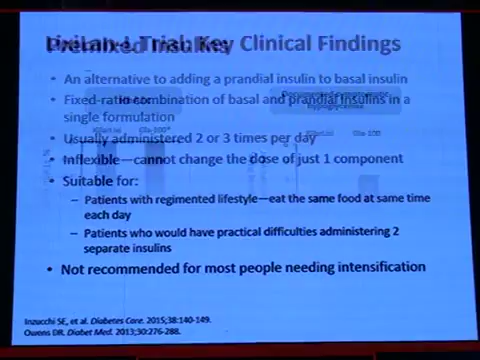 LixiLan-L Trial: Key Clinical Findings
Premixed Insulins
• An alternative to adding a prandial insulin to basal insulin
• Fixed-ratio combination of basal and prandial insulins in a
single formulation
hypoglycemia
• Usually administered 2 or 3 times per day
• Inflexible—cannot change the dose of just 1 component
• Suitable for:
– Patients with regimented lifestyle—eat the same food at same time
each day
– Patients who would have practical difficulties administering 2
separate insulins
• Not recommended for most people needing intensification
Inzucchi SE, et al. Diabetes Care. 2015;38:140-149.
Owens DR. Diabet Med. 2013;30:276-288.